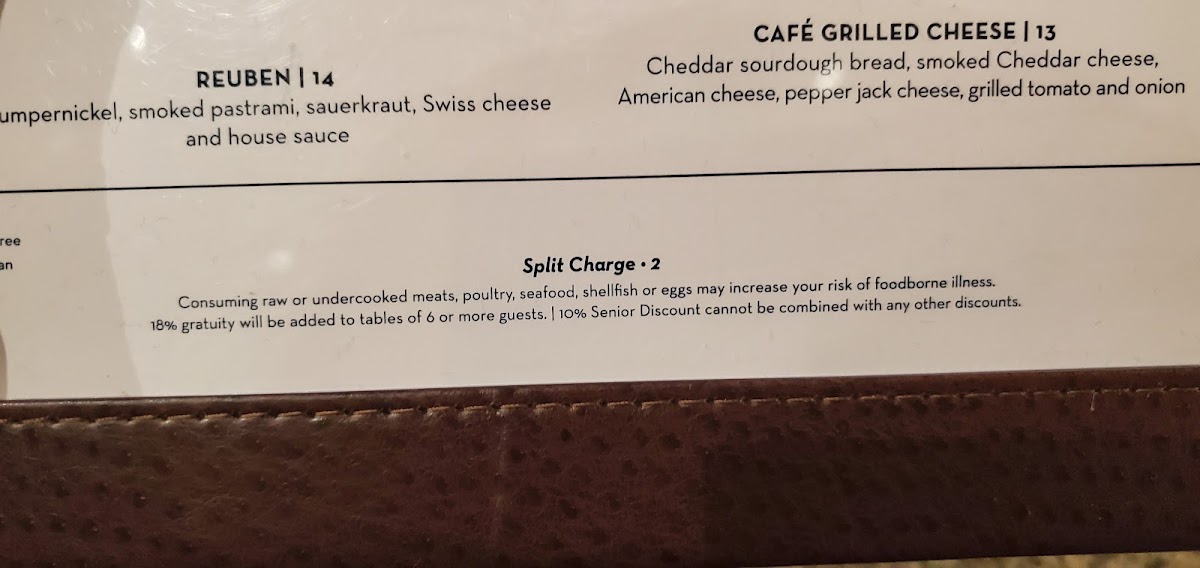 REUBEN | 14
umpernickel, smoked pastrami, sauerkraut, Swiss cheese
and house sauce
CAFÉ GRILLED CHEESE | 13
Cheddar sourdough bread, smoked Cheddar cheese,
American cheese, pepper jack cheese, grilled tomato and onion
ree
an
Split Charge • 2
Consuming raw or undercooked meats, poultry, seafood, shellfish or eggs may increase your risk of foodborne illness.
18% gratuity will be added to tables of 6 or more guests. | 10% Senior Discount cannot be combined with any other discounts.